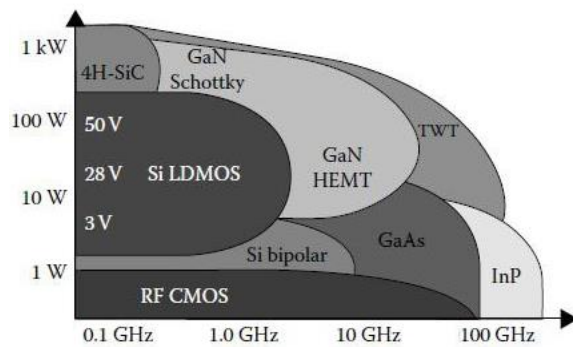 1 kW
100 W
10 W
1 W
4H-SiC
GaN
Schottky
TWT
50 V
28 V
3 V
Si LDMOS
GaN
HEMT
GaAs
Si bipolar
InP
RF CMOS
0.1 GHz
1.0 GHz
10 GHz
100 GHz